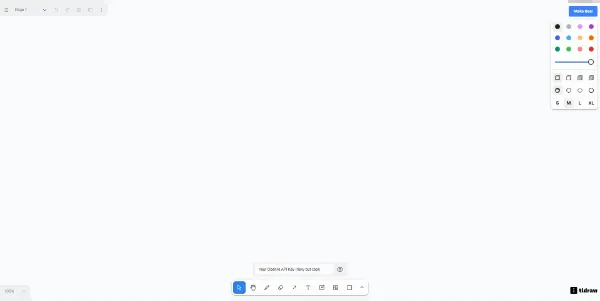 Page 1
Make Real
S M L XL
Your OpenAI API Key (risky but cool)
100%
tldraw